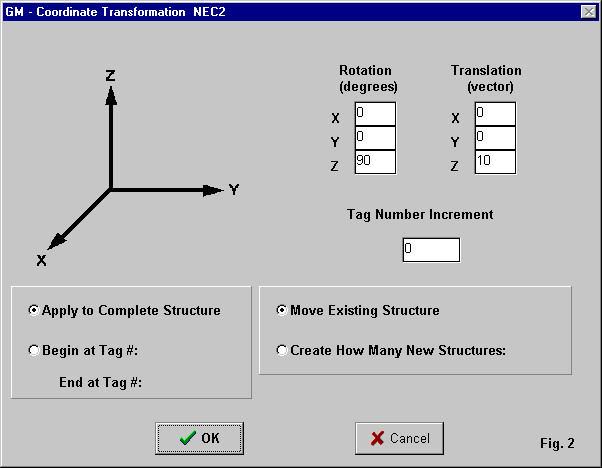 GM - Coordinate Transformation NEC2
Z
Y
X
Rotation
(degrees)
X 0
Y 0
Z 90
Translation
(vector)
X 0
Y 0
Z 10
Tag Number Increment
0
Apply to Complete Structure
Begin at Tag #:
End at Tag #:
Move Existing Structure
Create How Many New Structures:
OK
Cancel
Fig. 2